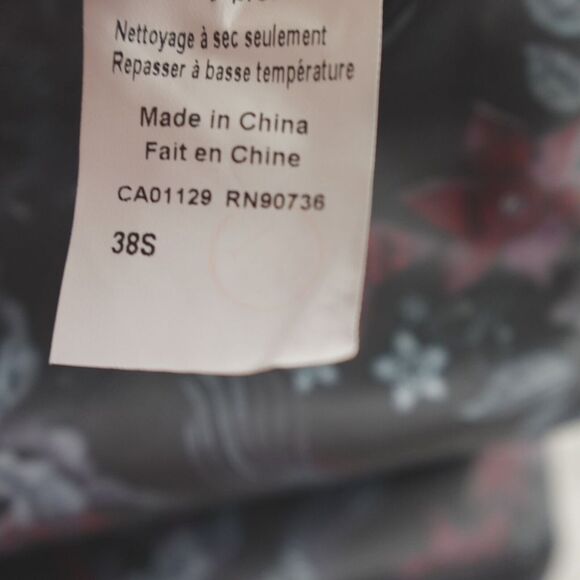 Nettoyage à sec seulement
Repasser à basse température
Made in China
Fait en Chine
CA01129 RN90736
38S